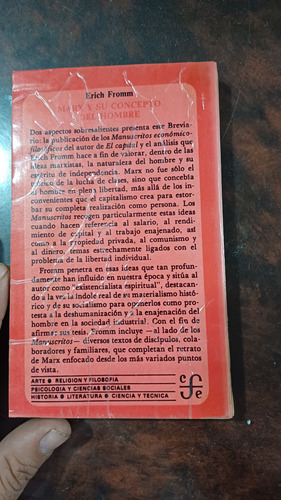 Erich Fromm
MARX Y SU CONCEPTO
DEL HOMBRE
Dos aspectos sobresalientes presenta este Brevia-
rio: la publicación de los Manuscritos económico-
filosóficos del autor de El capital y el análisis que
Erich Fromm hace a fin de valorar, dentro de las
ideas marxistas, la naturaleza del hombre y su
espíritu de independencia. Marx no fue sólo el
teórico de la lucha de clases, sino que concebía
al hombre en plena libertad, más allá de los in-
convenientes que el capitalismo crea para estor-
bar su completa realización como persona. Los
Manuscritos recogen particularmente estas ideas
cuando hacen referencia al salario, al rendi-
miento de capital y al trabajo enajenado, así
como a la propiedad privada, al comunismo y
al dinero, temas estrechamente ligados con el
problema de la libertad individual.
Fromm penetra en esas ideas que tan profun-
damente han influido en nuestra época y sitúa al
autor como "existencialista espiritual", destacan-
do a la vez la índole real de su materialismo histó-
rico y de su socialismo para oponerlos como pro-
testa a la deshumanización y a la enajenación del
hombre en la sociedad industrial. Con el fin de
afirmar sus tesis, Fromm incluye —al lado de los
Manuscritos— diversos textos de discípulos, cola-
boradores y familiares, que completan el retrato
de Marx enfocado desde los más variados puntos
de vista.
ARTE • RELIGION Y FILOSOFIA
PSICOLOGIA Y CIENCIAS SOCIALES
HISTORIA • LITERATURA • CIENCIA Y TECNICA
cfe